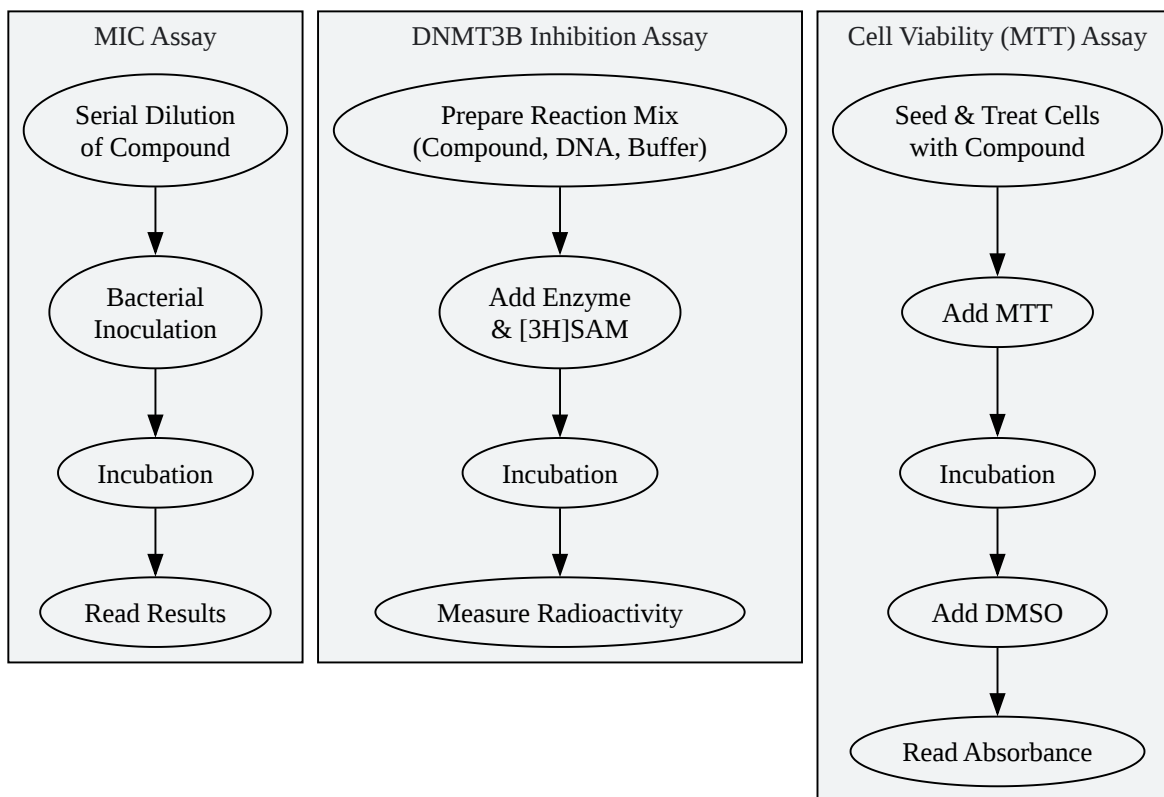 MIC Assay
Serial Dilution
of Compound
Bacterial
Inoculation
Incubation
Read Results
DNMT3B Inhibition Assay
Prepare Reaction Mix
(Compound, DNA, Buffer)
Add Enzyme
& [3H]SAM
Incubation
Measure Radioactivity
Cell Viability (MTT) Assay
Seed & Treat Cells
with Compound
Add MTT
Incubation
Add DMSO
Read Absorbance